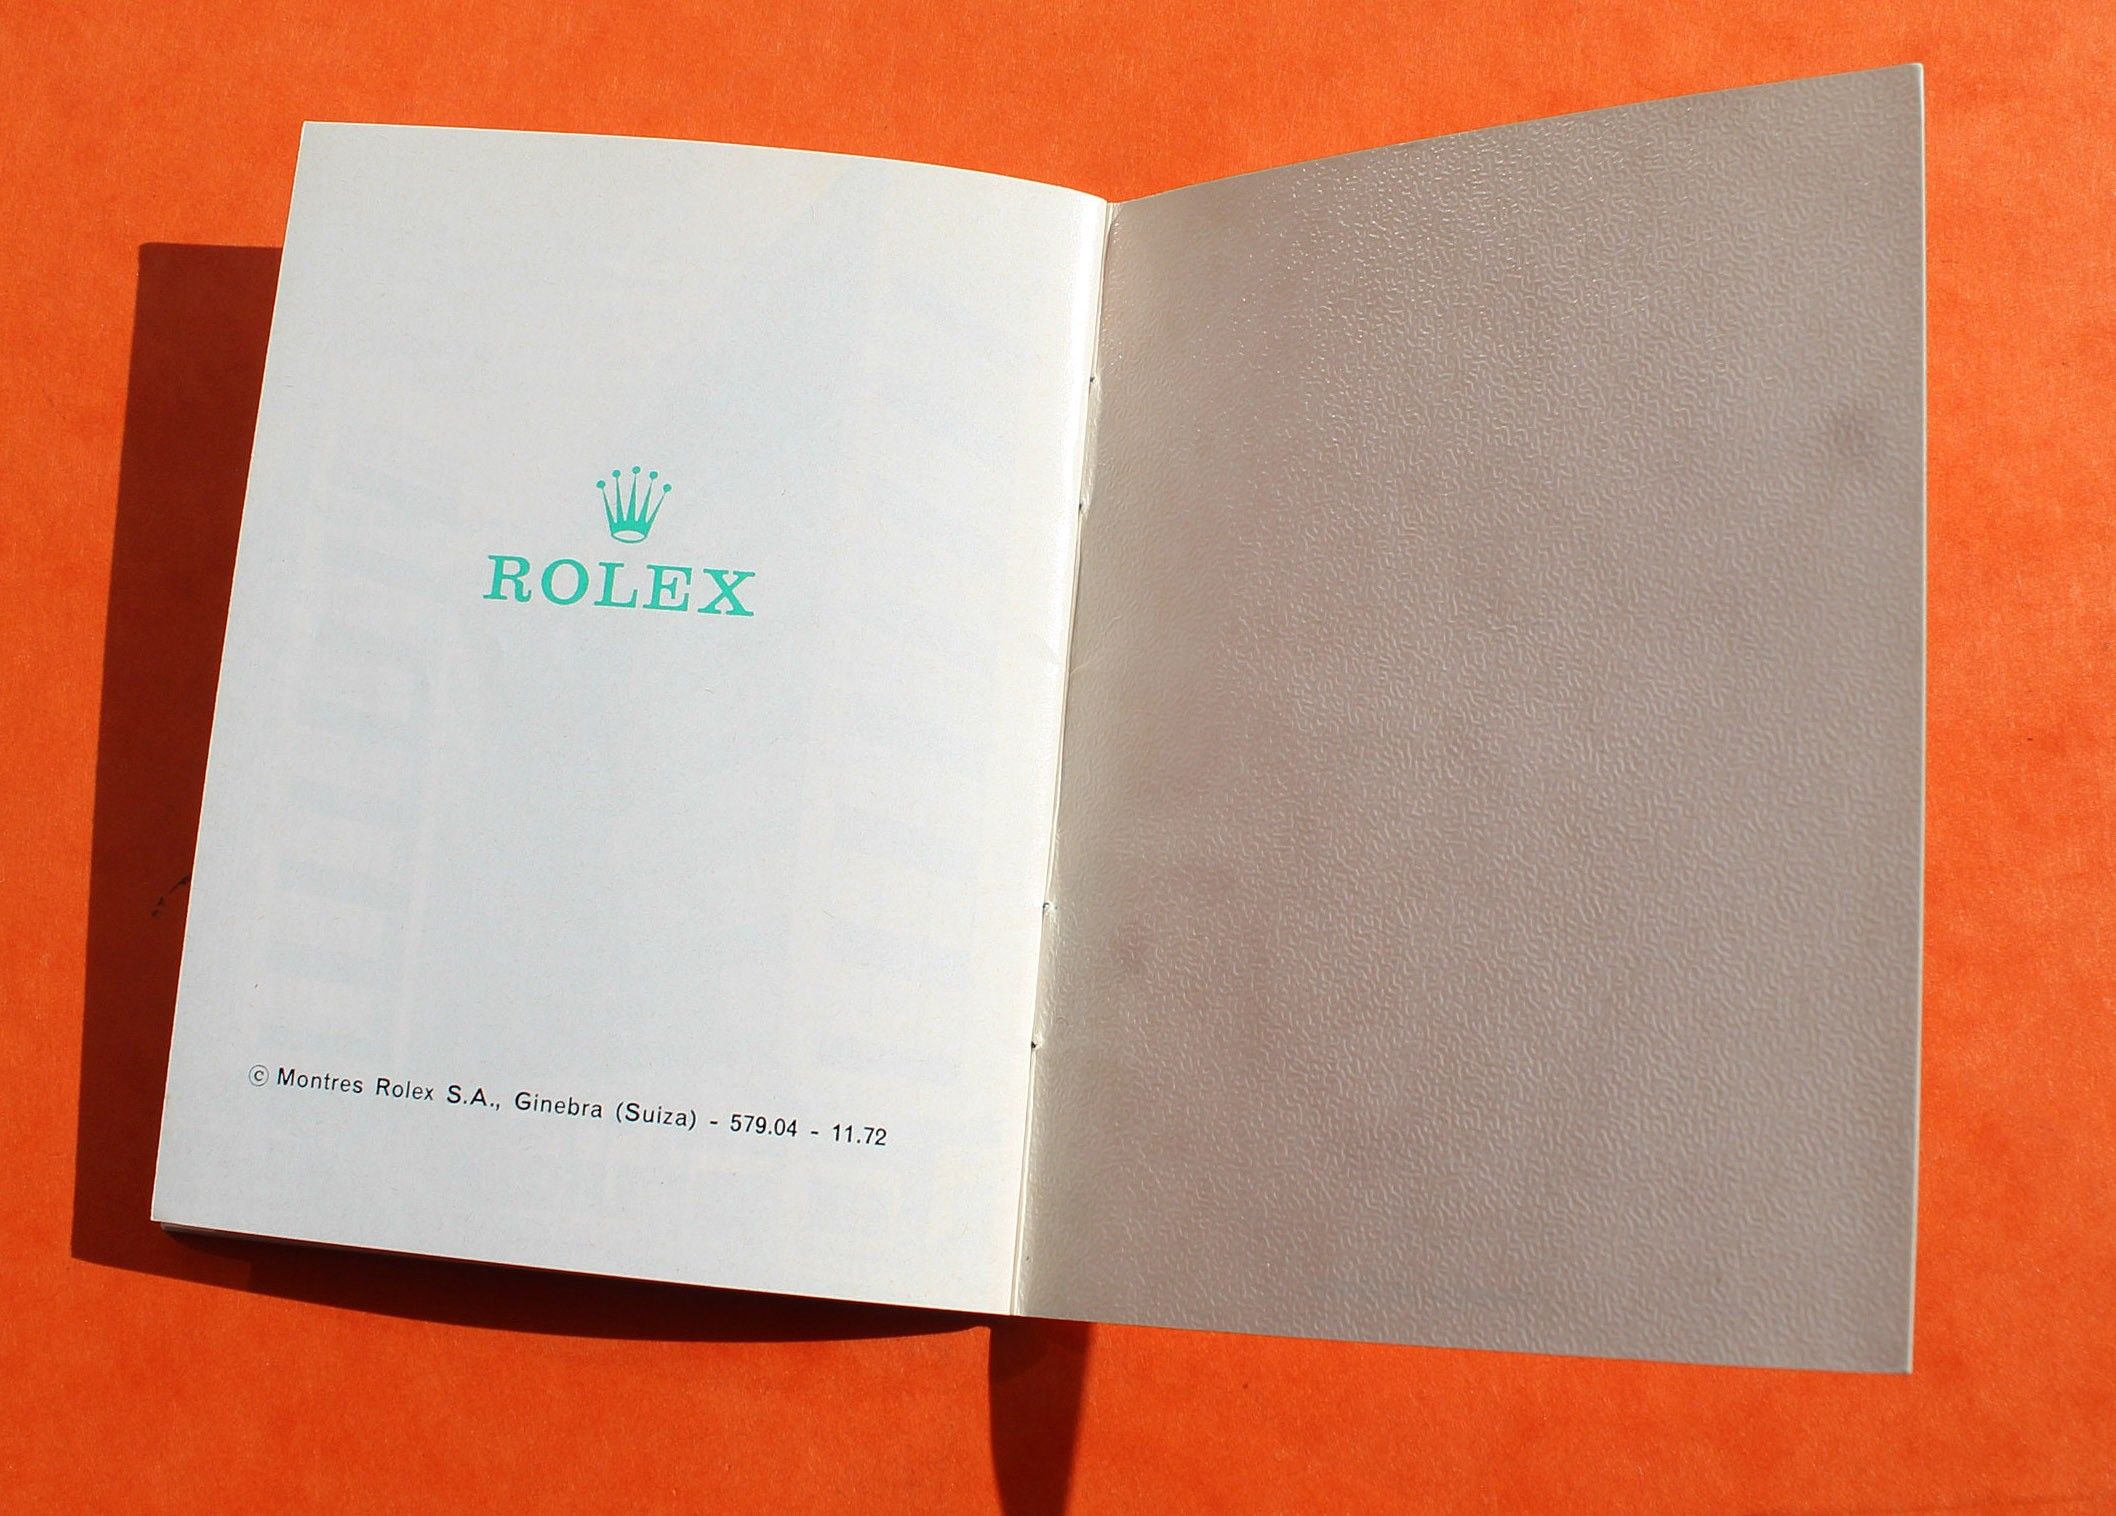 ROLEX
© Montres Rolex S.A., Ginebra (Suiza) - 579.04 - 11.72